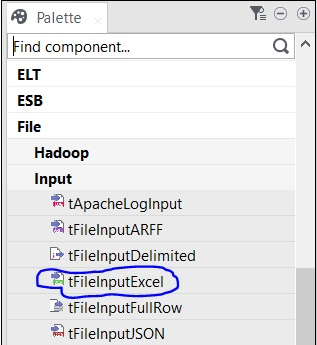 Palette
Find component...
ELT
ESB
File
Hadoop
Input
tApacheLogInput
tFileInputARFF
tFileInputDelimited
tFileInputExcel
tFileInputFullRow
tFileInputJSON